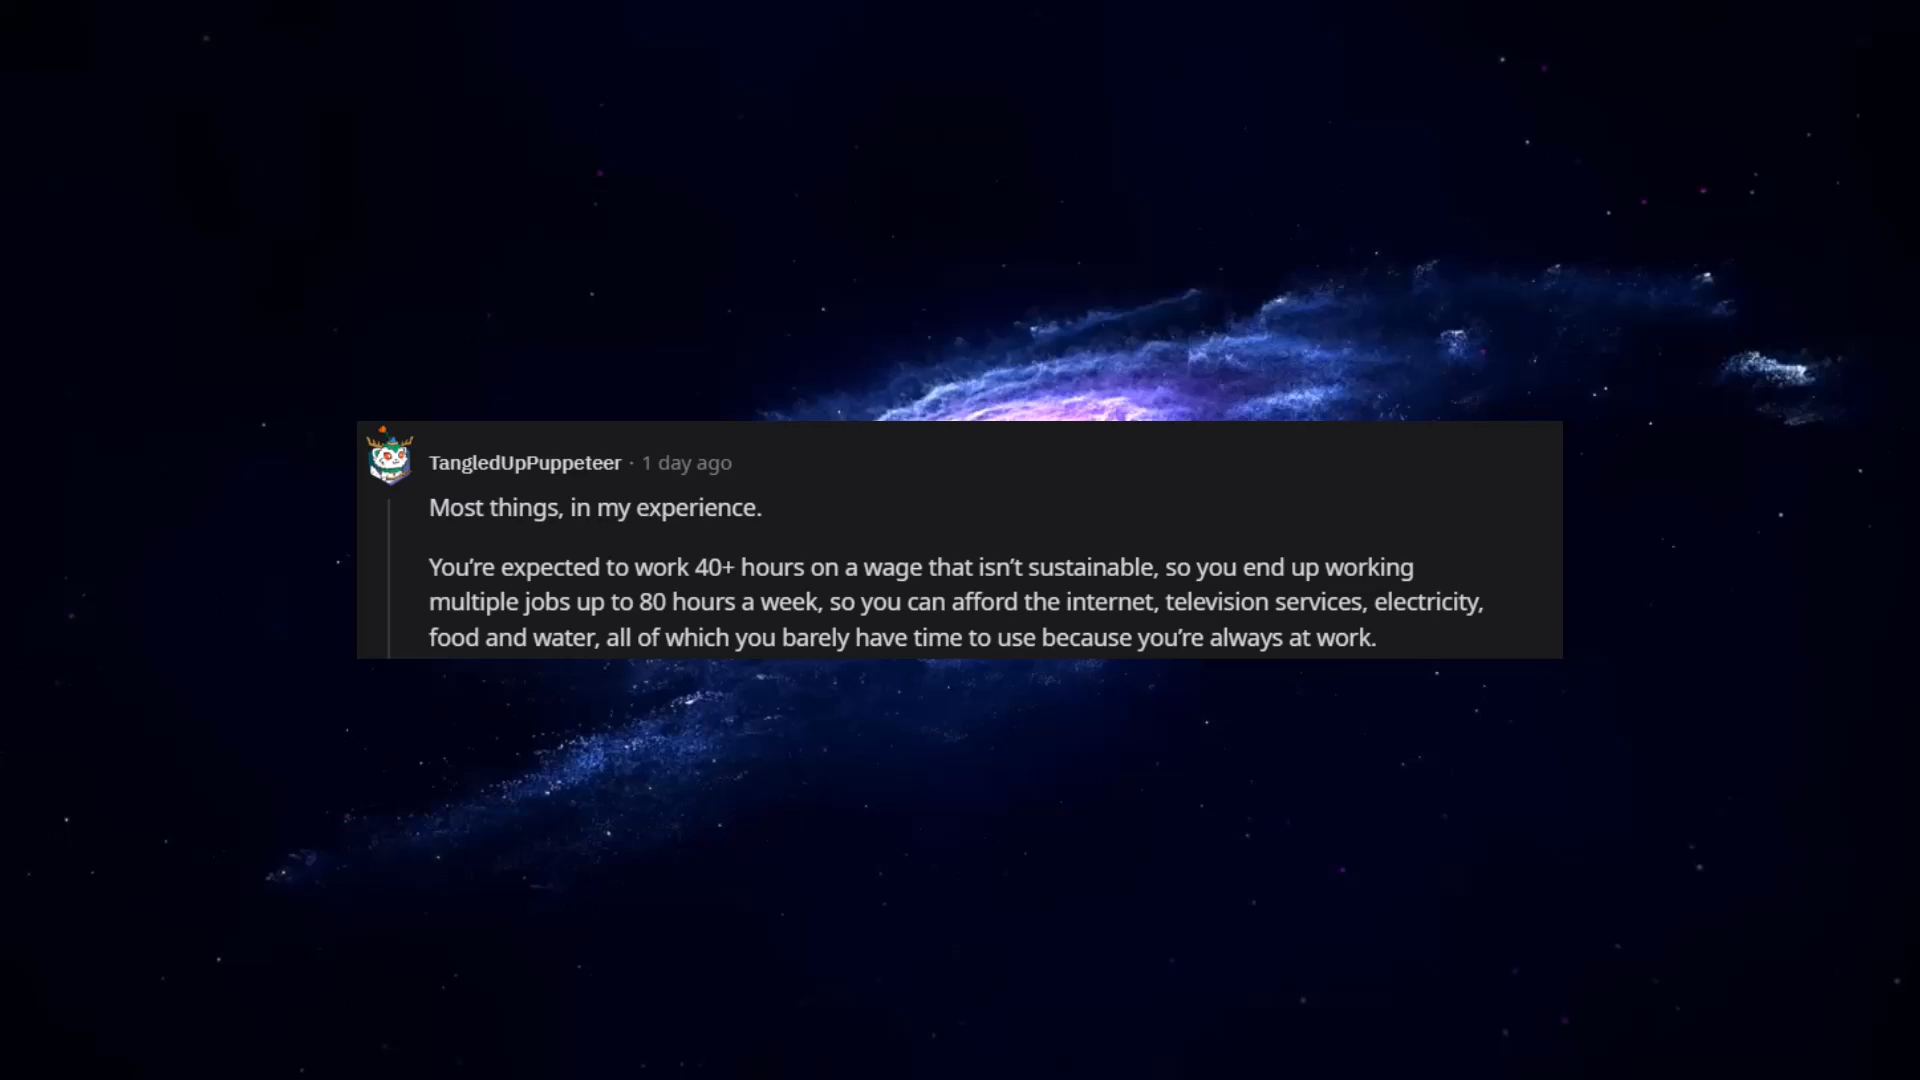 TangledUpPuppeteer · 1 day ago
Most things, in my experience.
You’re expected to work 40+ hours on a wage that isn’t sustainable, so you end up working
multiple jobs up to 80 hours a week, so you can afford the internet, television services, electricity,
food and water, all of which you barely have time to use because you’re always at work.